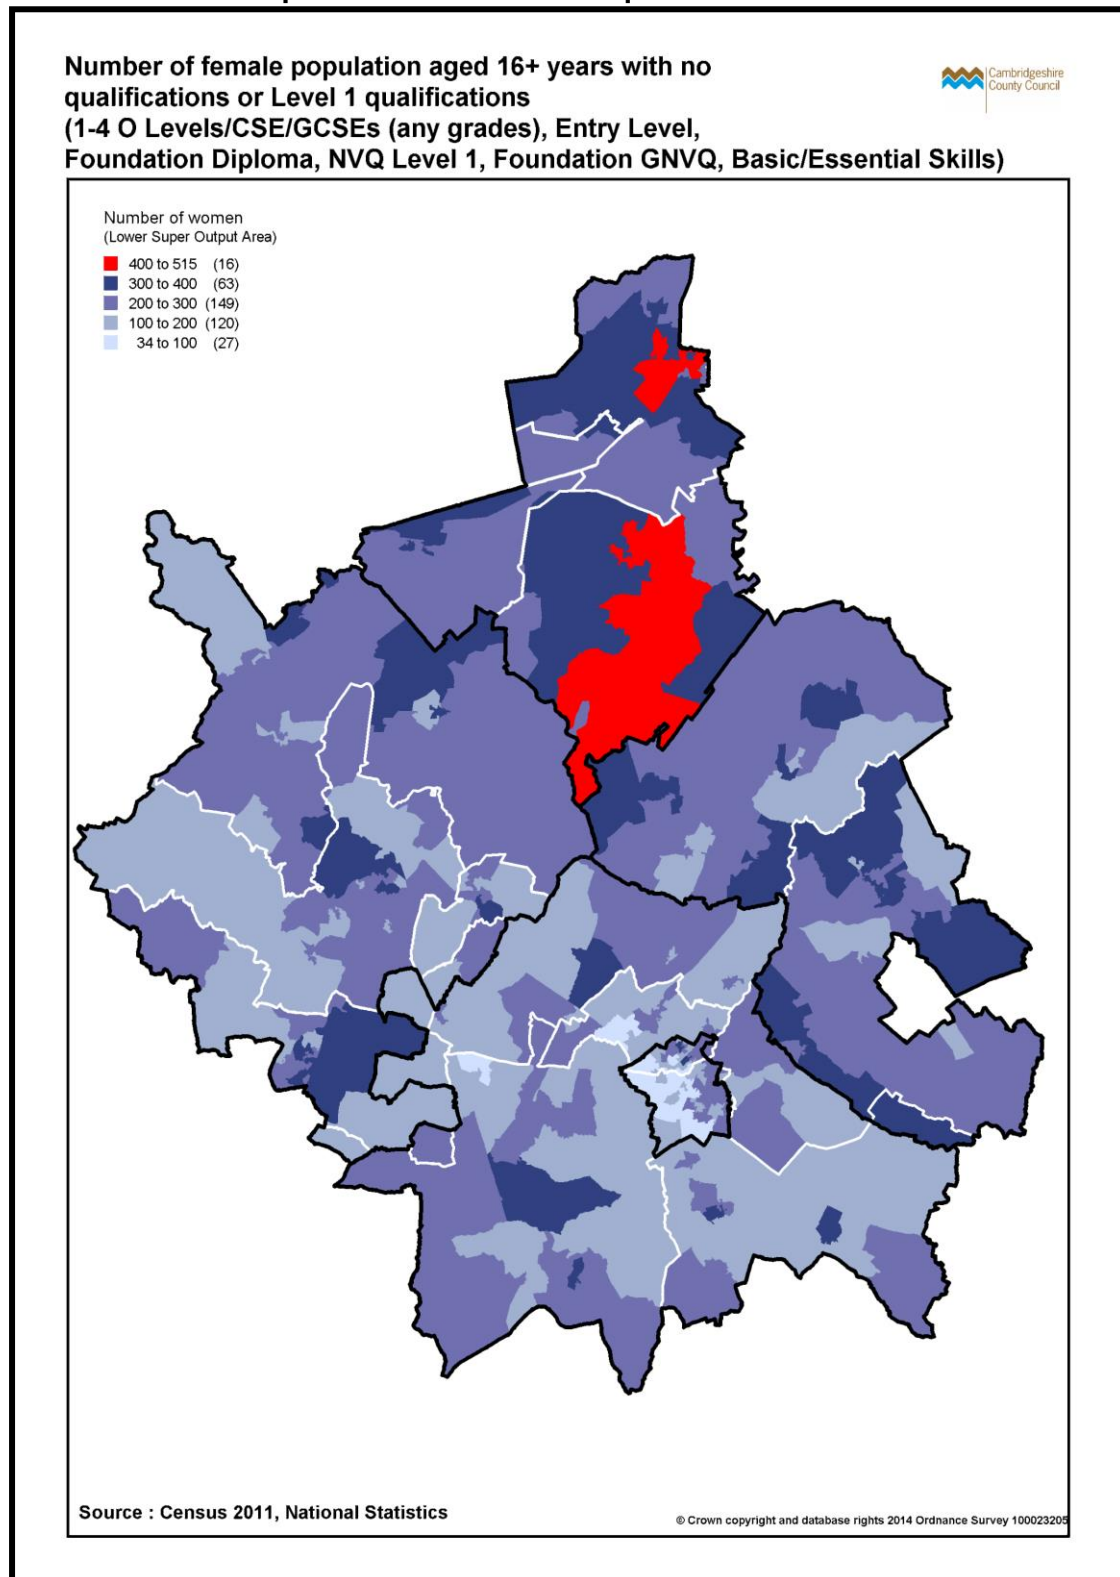 Number of female population aged 16+ years with no
qualifications or Level 1 qualifications
(1-4 O Levels/CSE/GCSEs (any grades), Entry Level,
Foundation Diploma, NVQ Level 1, Foundation GNVQ, Basic/Essential Skills)
Cambridgeshire
County Council
Number of women
(Lower Super Output Area)
400 to 515 (16)
300 to 400 (63)
200 to 300 (149)
100 to 200 (120)
34 to 100 (27)
Source : Census 2011, National Statistics
© Crown copyright and database rights 2014 Ordnance Survey 100023205